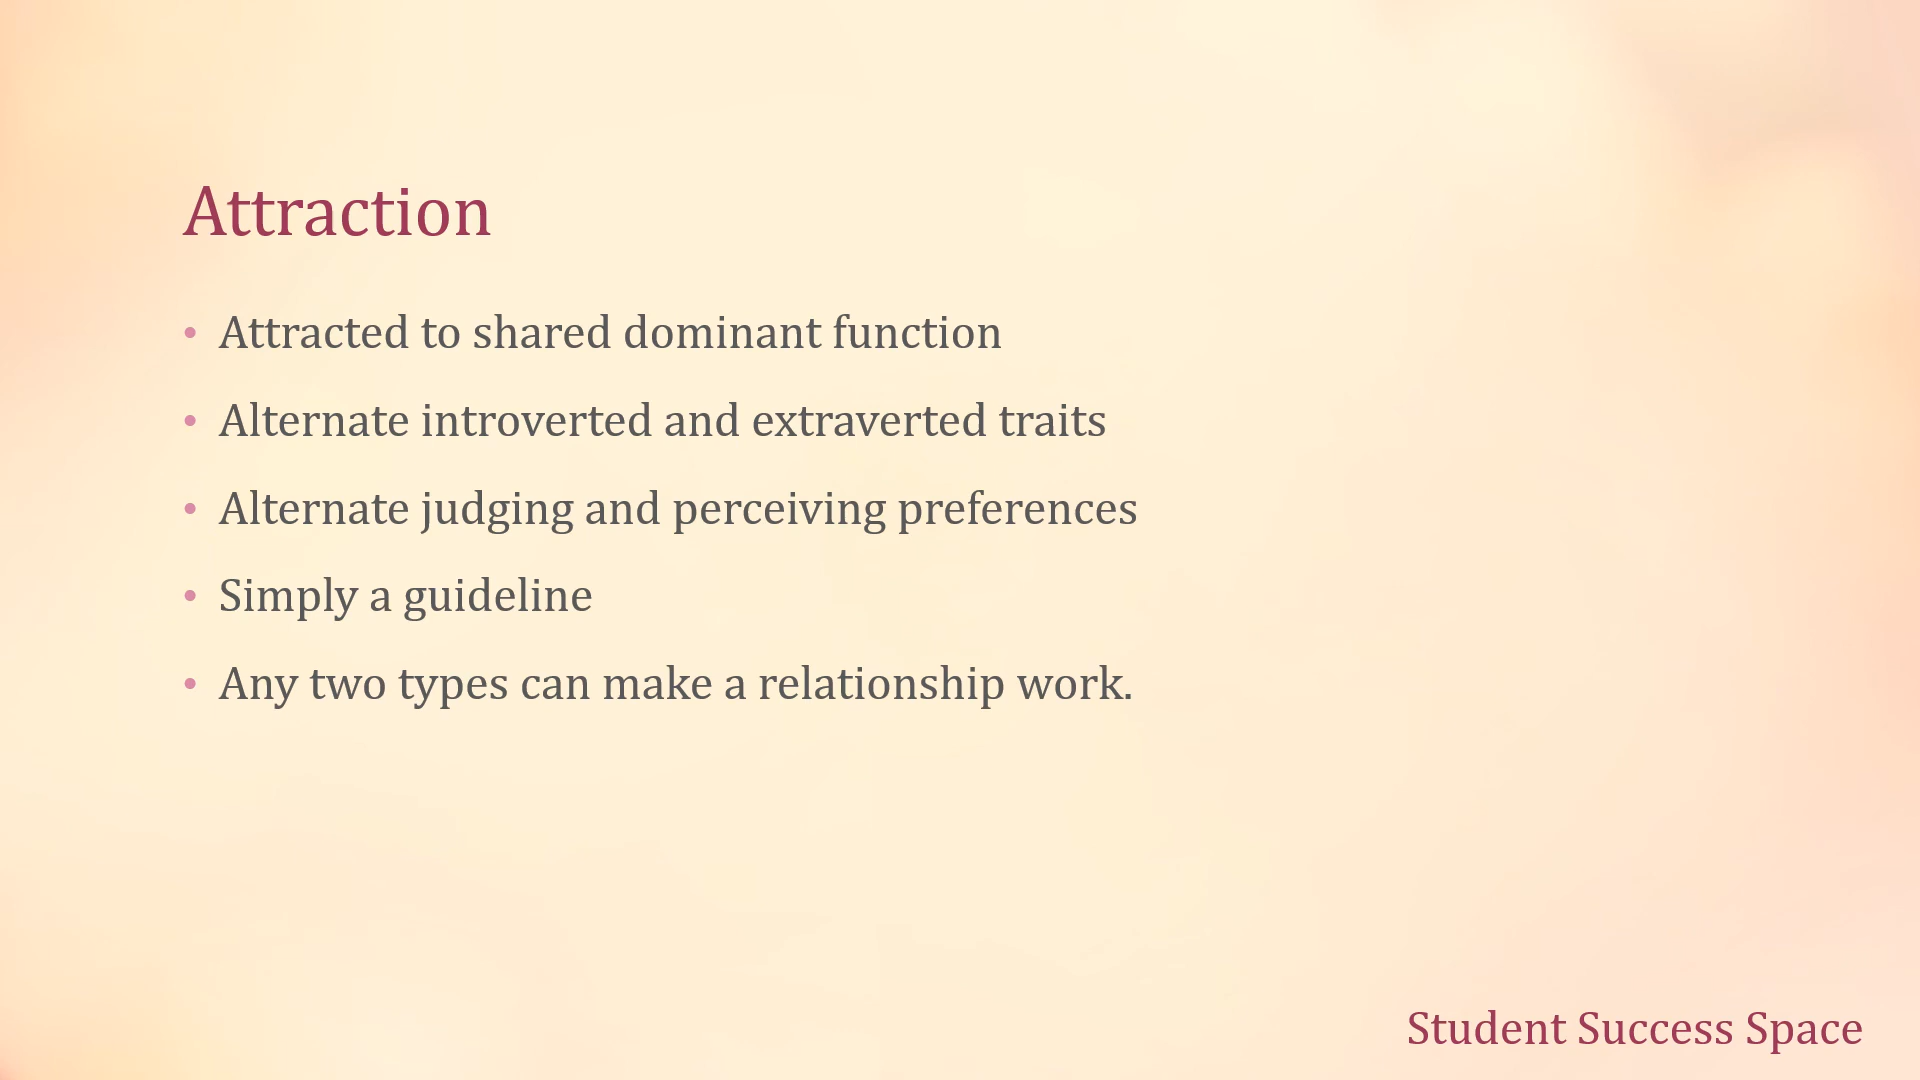 Attraction
• Attracted to shared dominant function
• Alternate introverted and extraverted traits
• Alternate judging and perceiving preferences
• Simply a guideline
• Any two types can make a relationship work.
Student Success Space